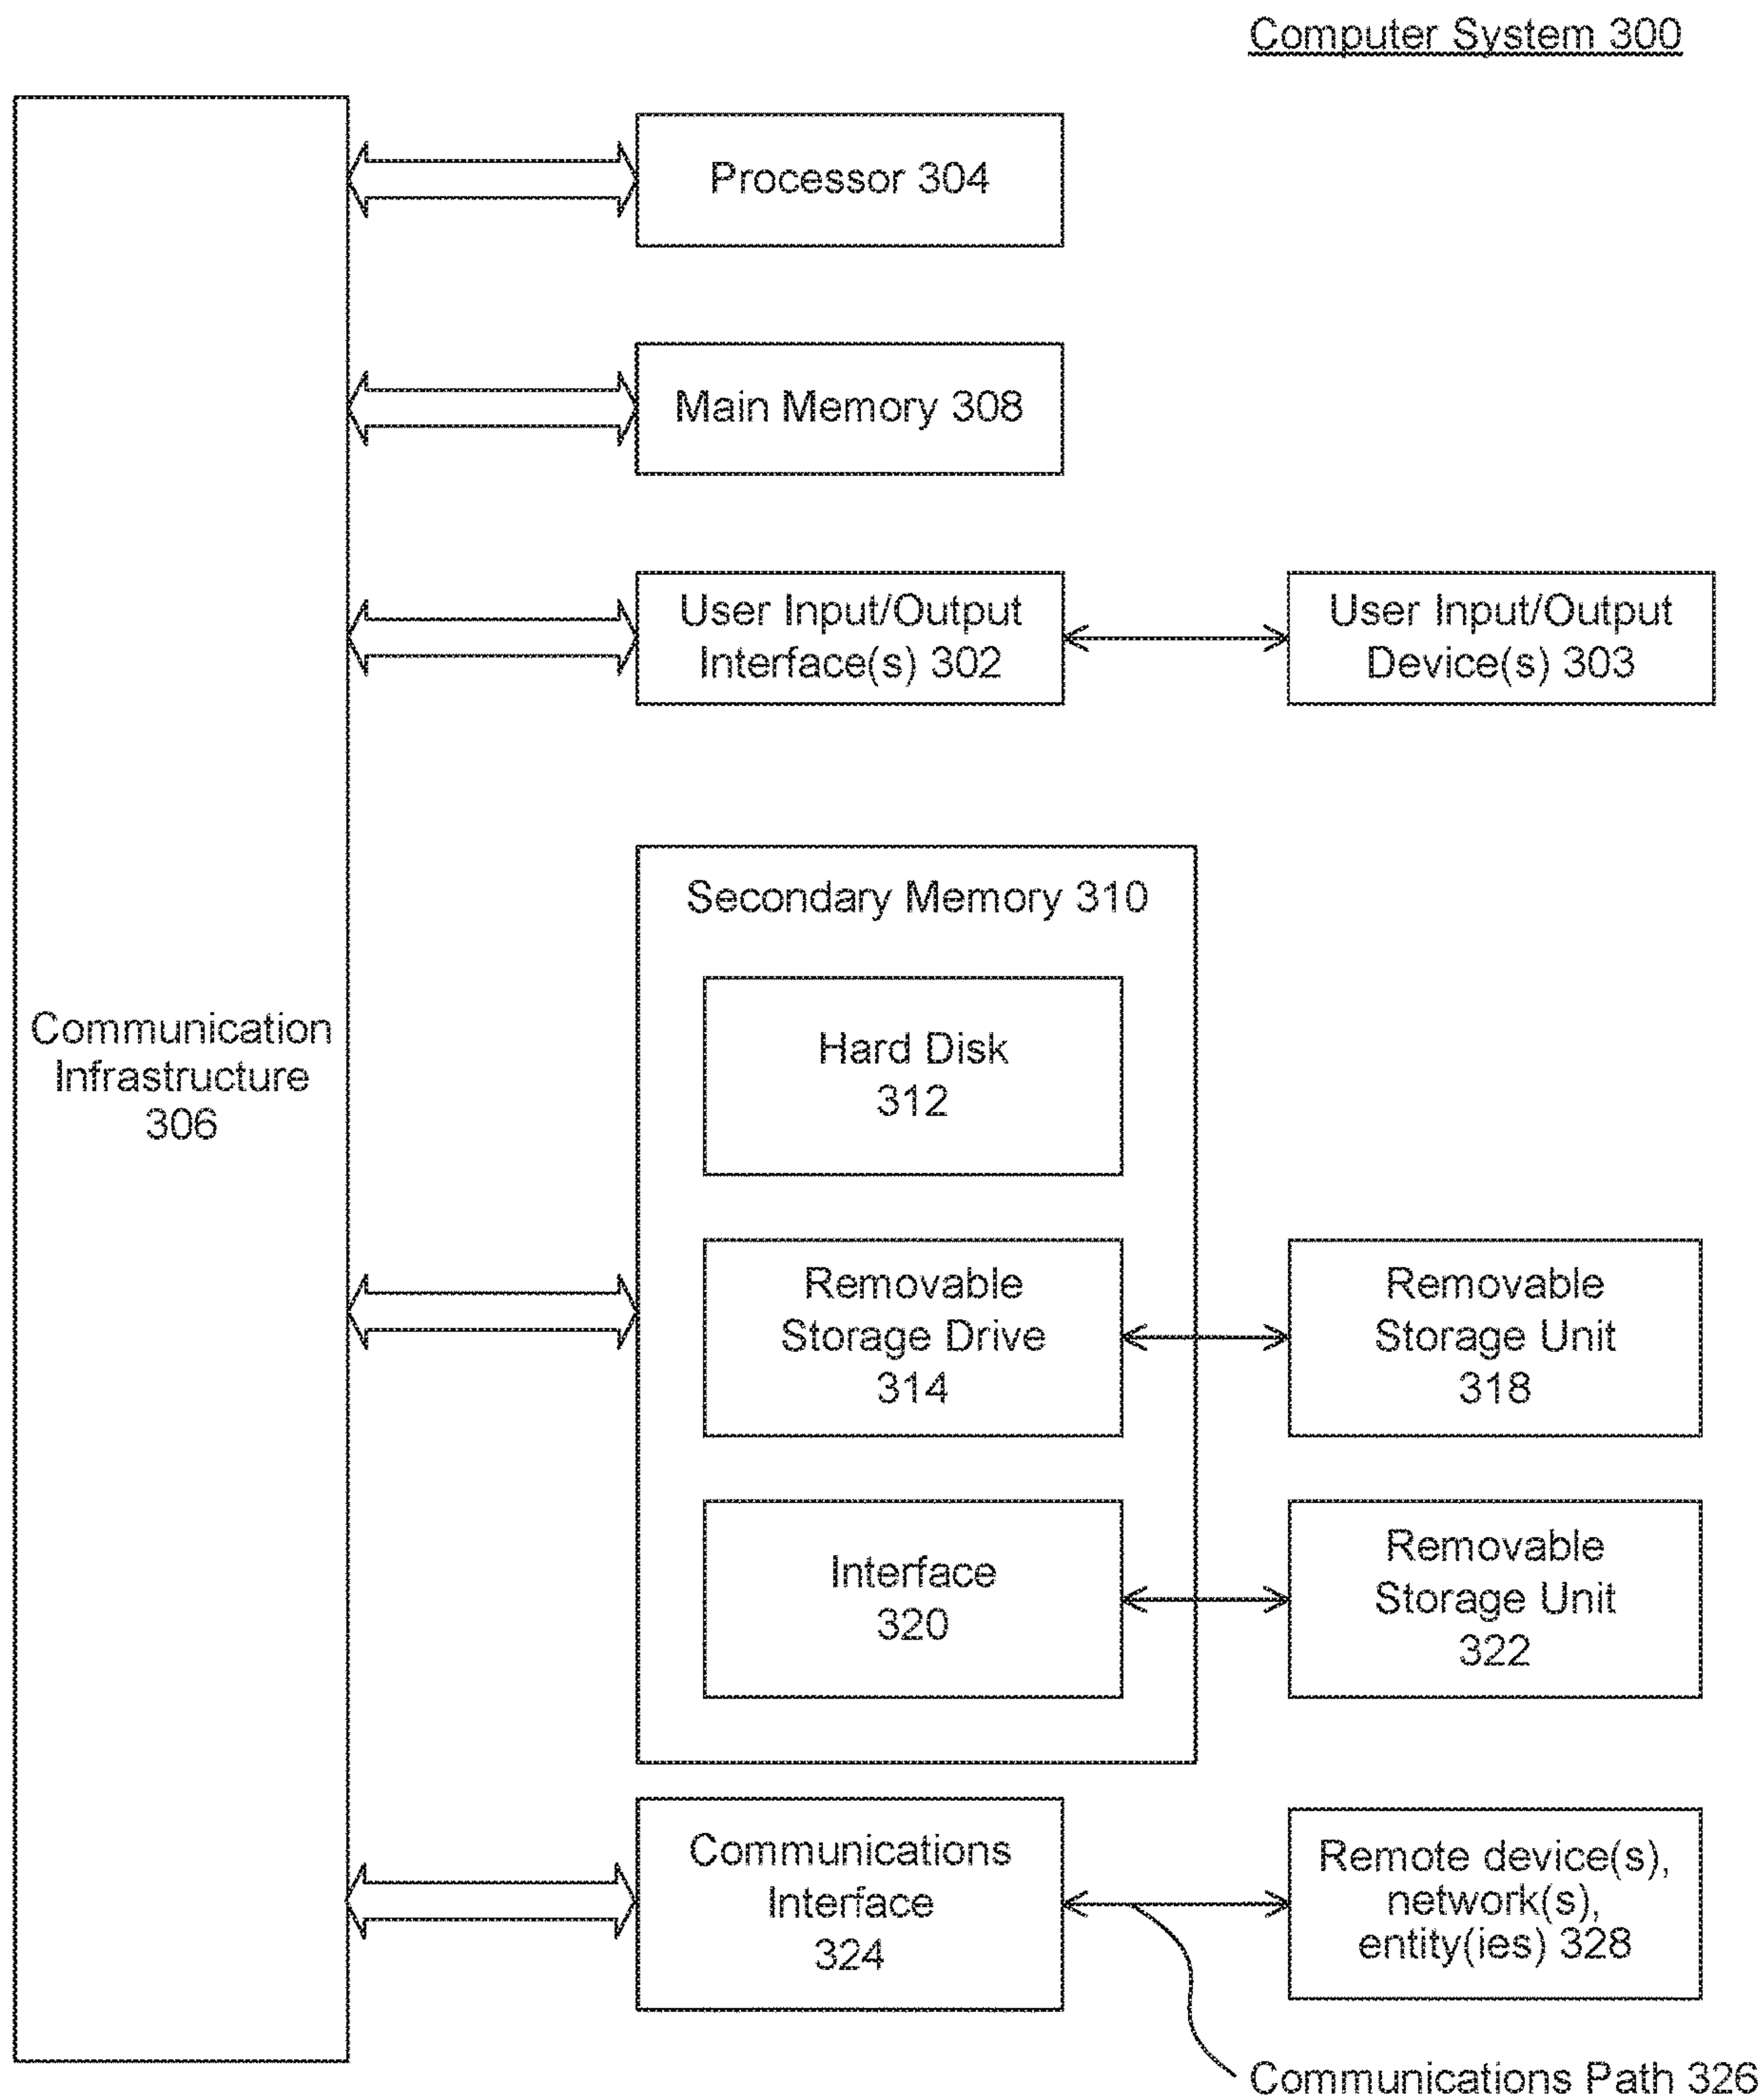 Computer System 300
Processor 304
Main Memory 308
User Input/Output
Interface(s) 302
User Input/Output
Device(s) 303
Secondary Memory 310
Hard Disk
312
Communication
Infrastructure
306
Removable
Storage Drive
314
Removable
Storage Unit
318
Interface
320
Removable
Storage Unit
322
Communications
Interface
324
Remote device(s),
network(s),
entity(ies) 328
Communications Path 326